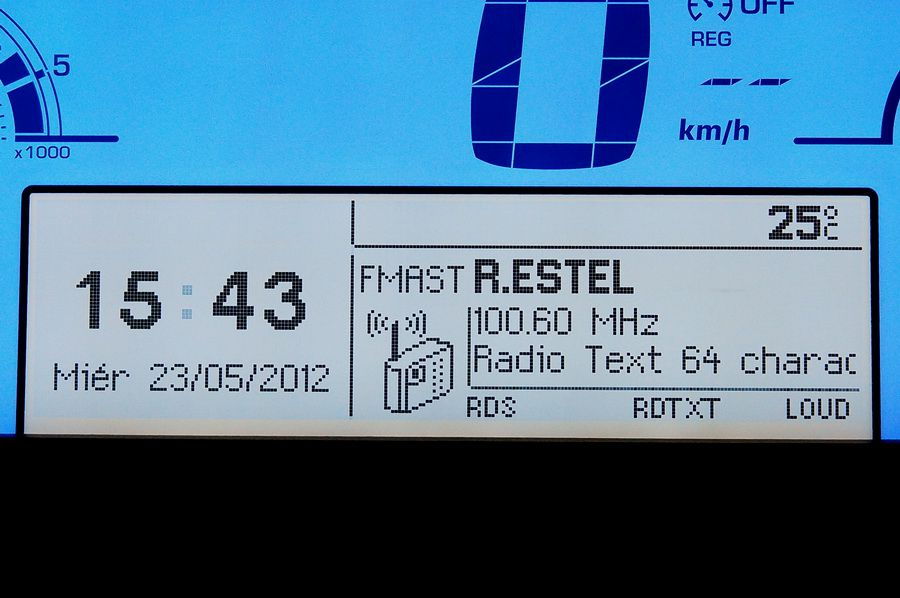 OFF
REG
5
0
--
km/h
x1000
25°C
15:43
FMAST R.ESTEL
100.60 MHz
Radio Text 64 charac
Miér 23/05/2012
RDS RDTXT LOUD